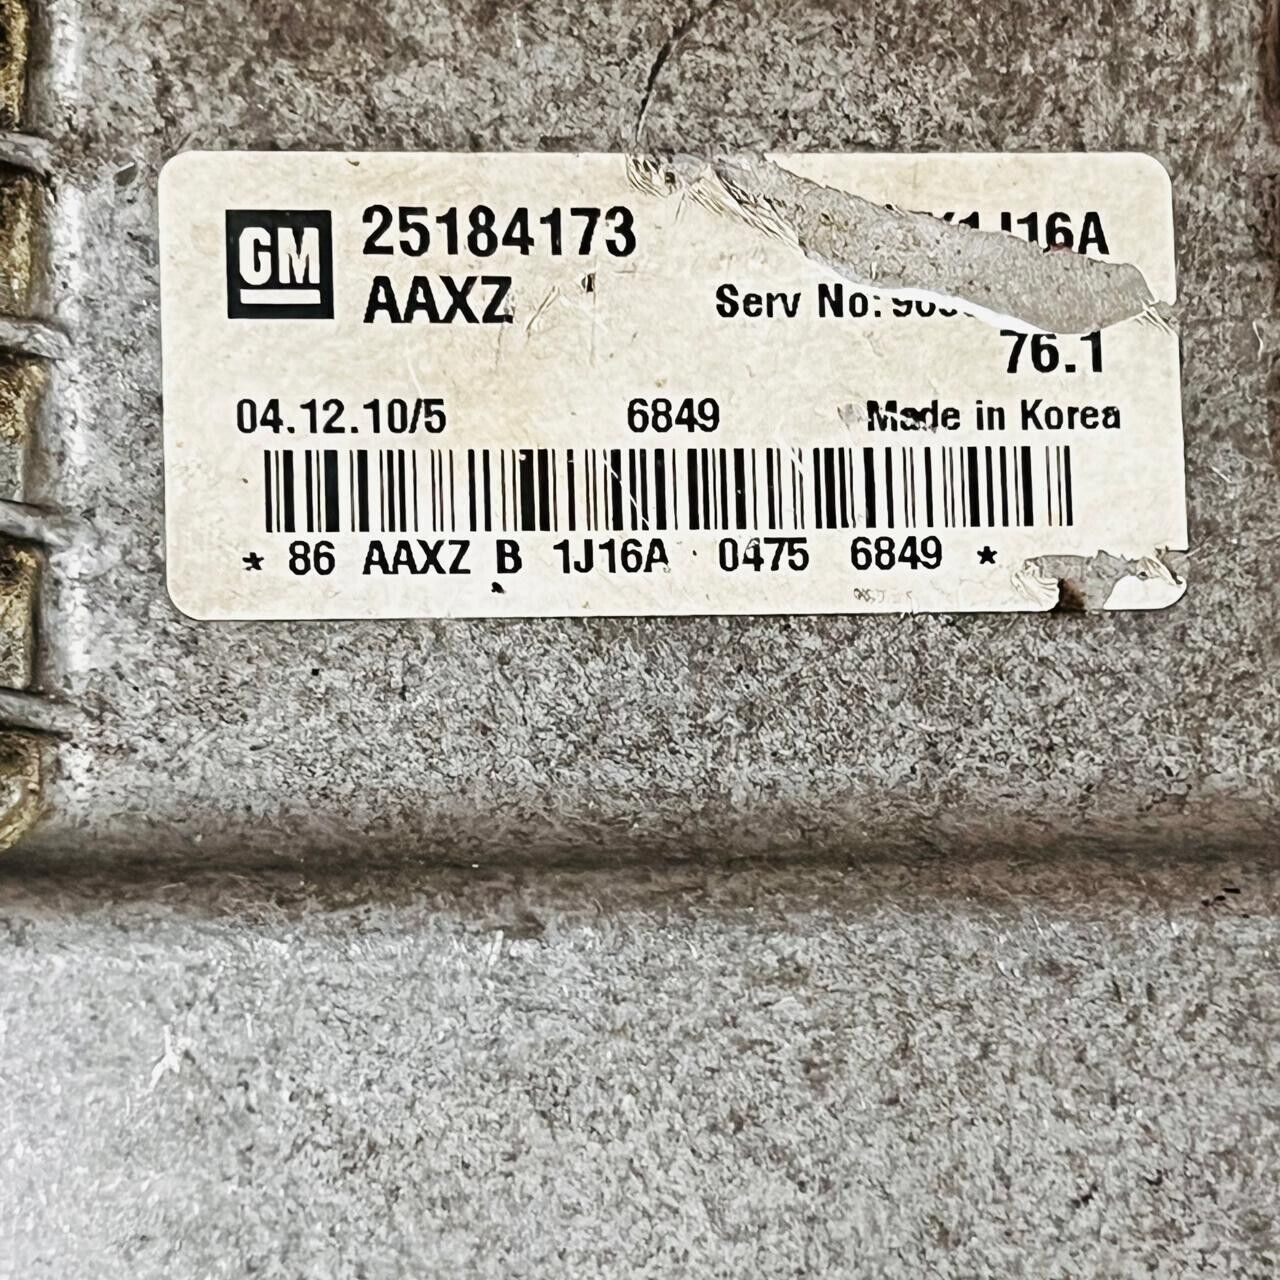 GM 25184173
AAXZ
Serv No:
76.1
04.12.10/5 6849 Made in Korea
* 86 AAXZ B 1J16A 0475 6849 *